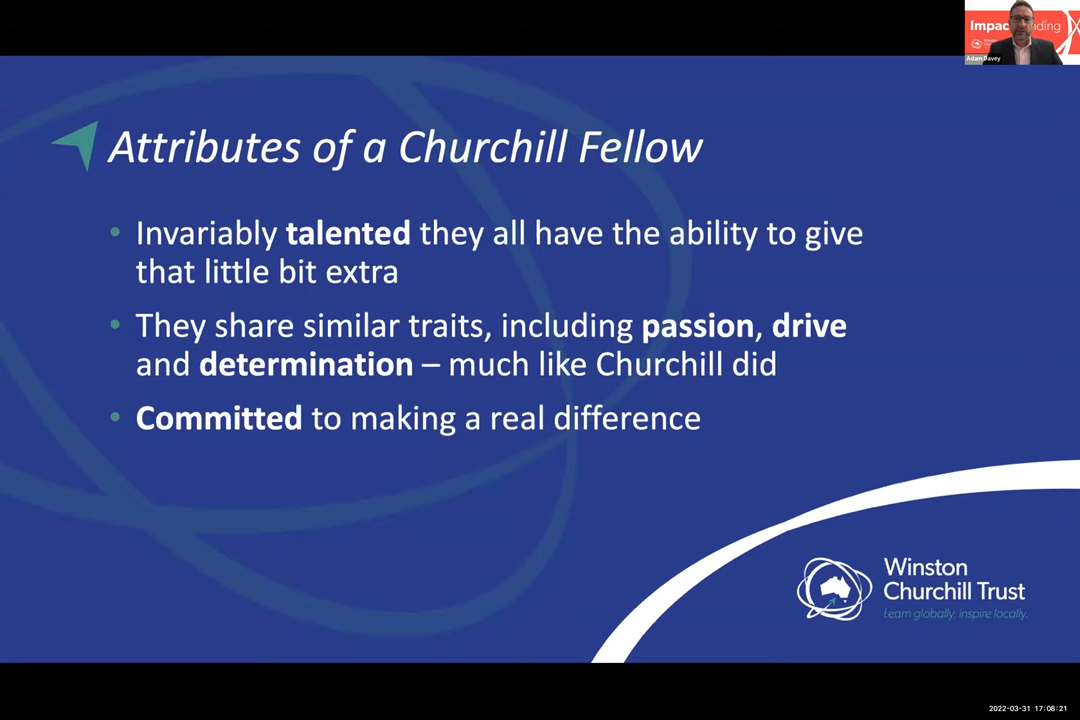 Impac
ding
Adam Davey
Attributes of a Churchill Fellow
• Invariably talented they all have the ability to give
that little bit extra
• They share similar traits, including passion, drive
and determination – much like Churchill did
• Committed to making a real difference
Winston
Churchill Trust
Learn globally, inspire locally.
2022-03-31 17:08:21